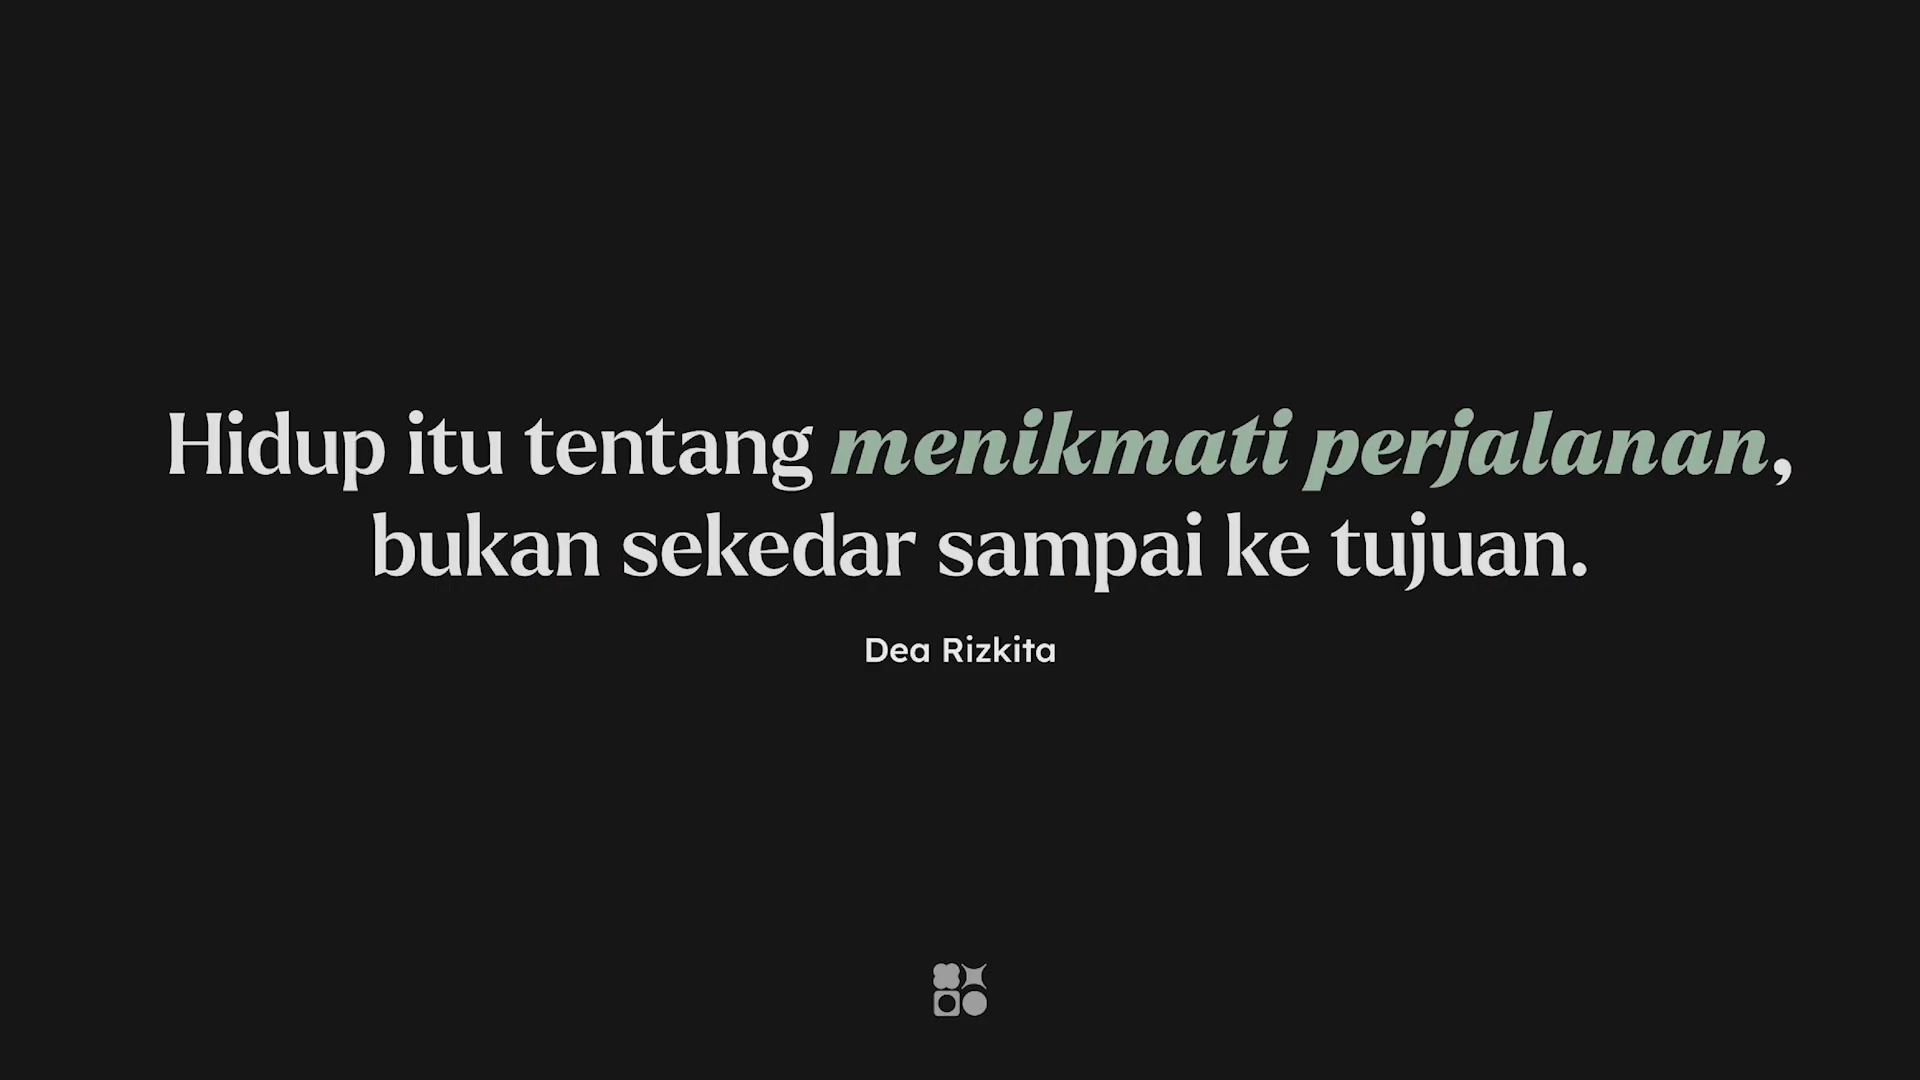 Hidup itu tentang menikmati perjalanan,
bukan sekedar sampai ke tujuan.
Dea Rizkita